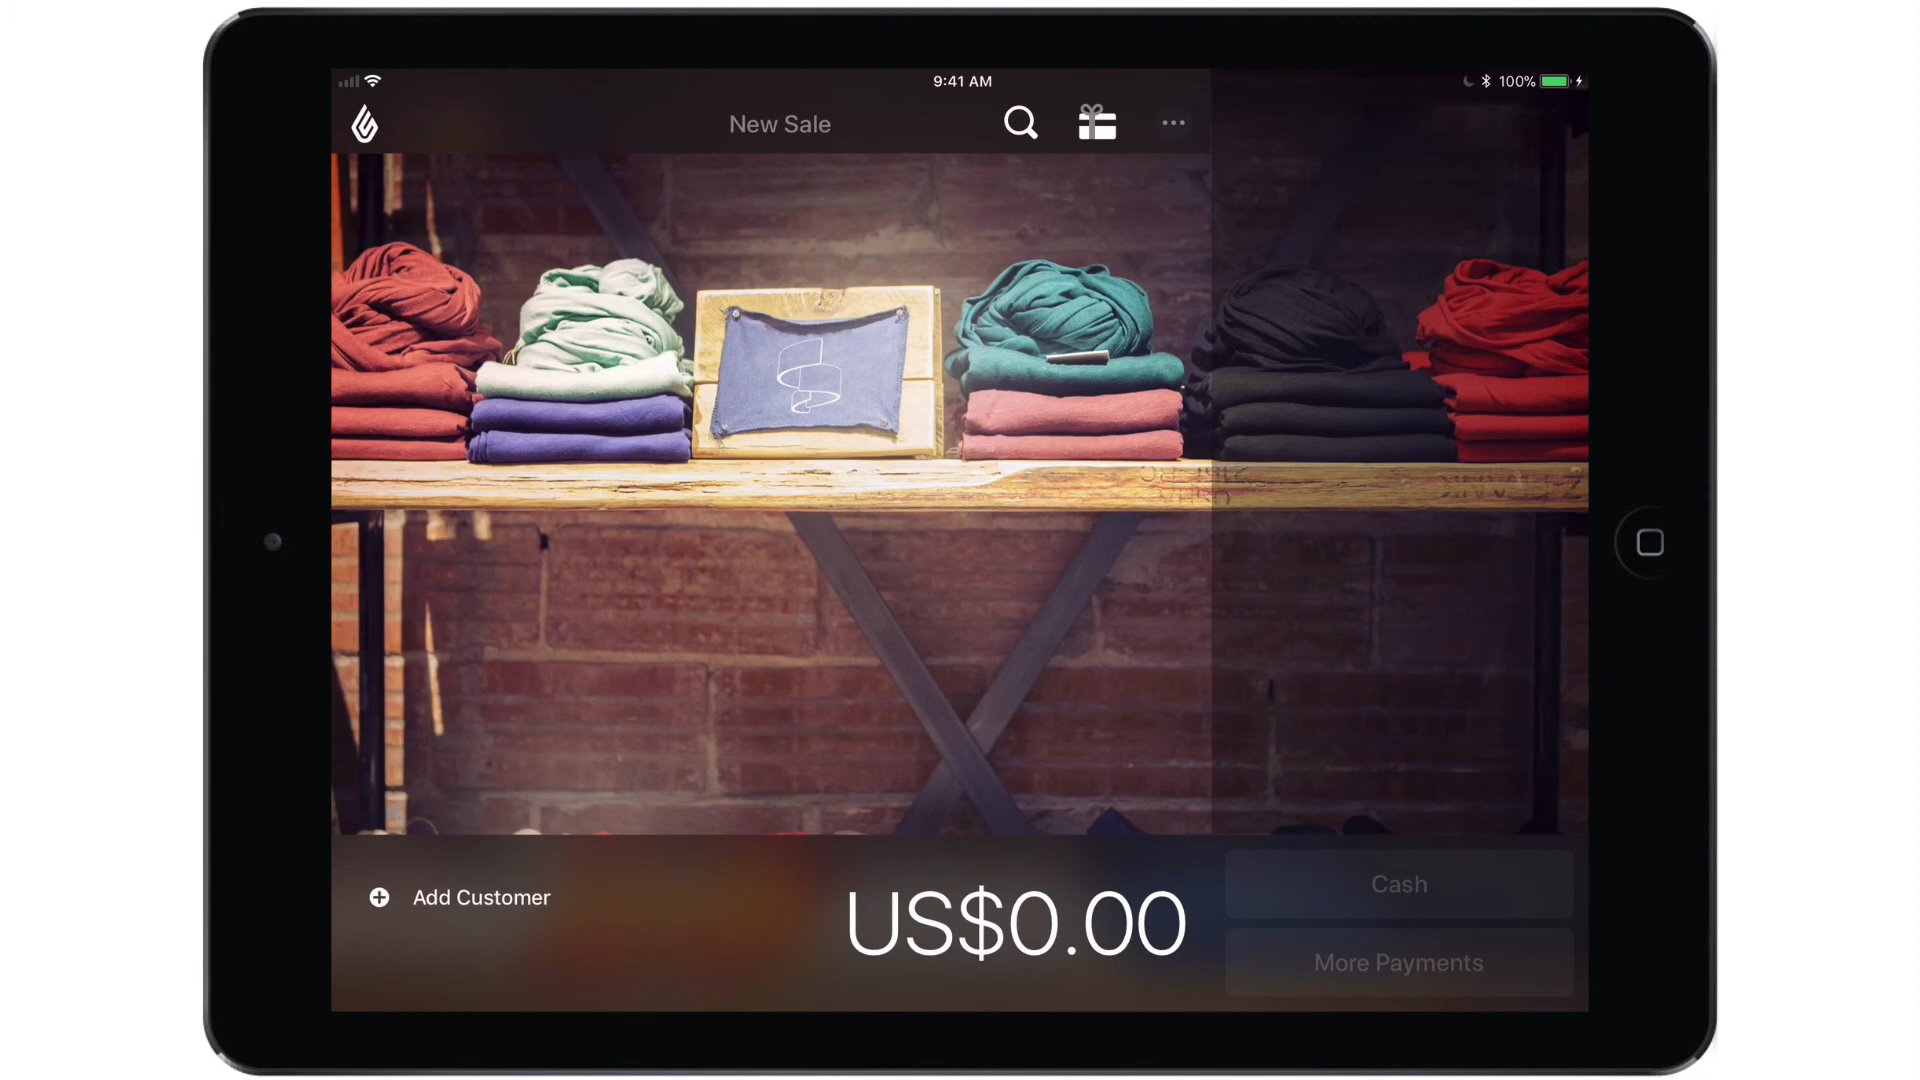 9:41 AM
100%
New Sale
Add Customer
US$0.00
Cash
More Payments